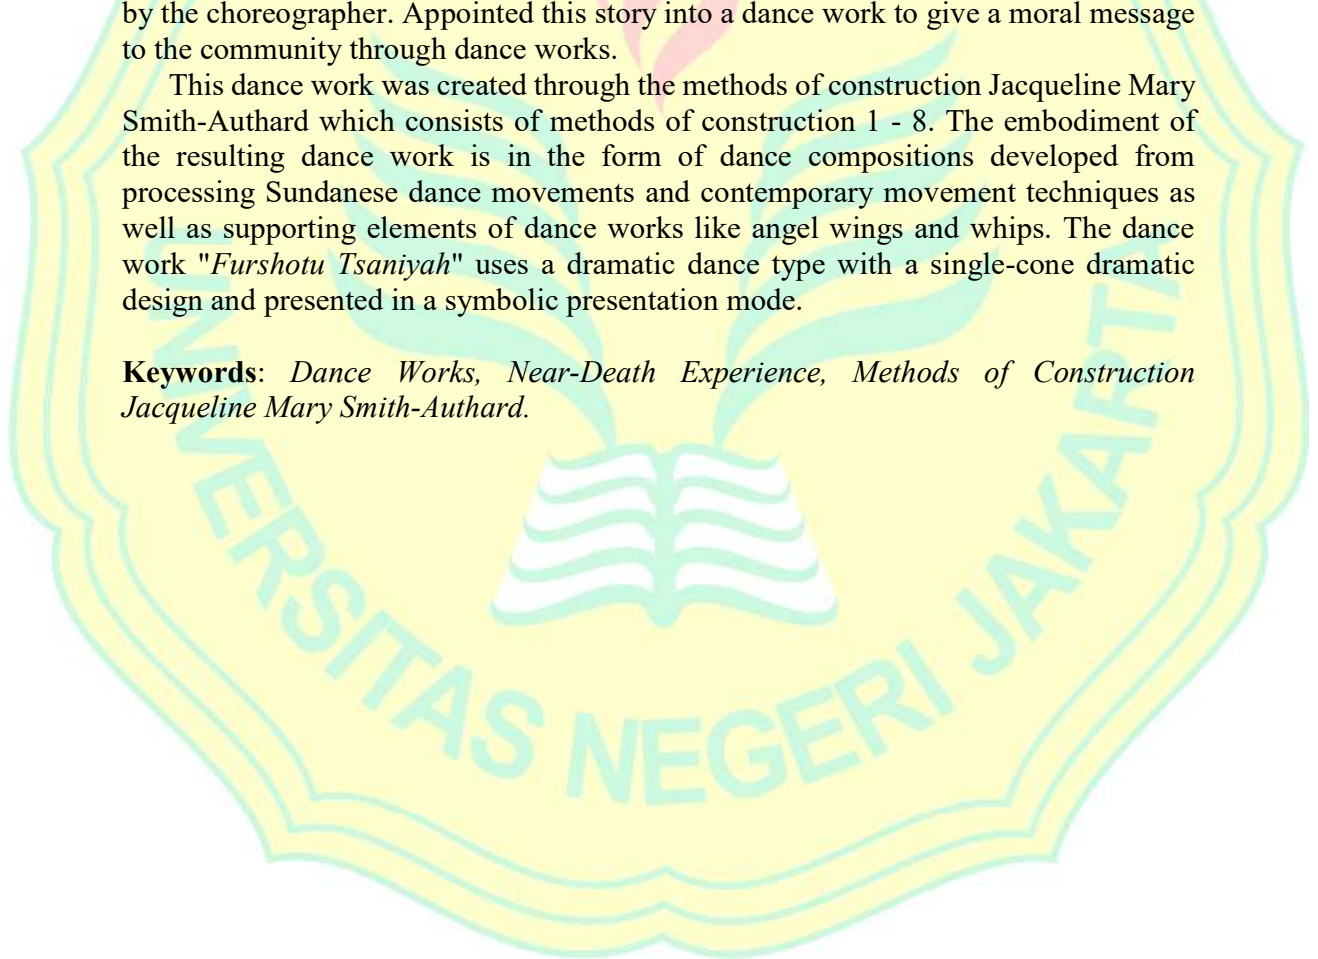 by the choreographer. Appointed this story into a dance work to give a moral message
to the community through dance works.
This dance work was created through the methods of construction Jacqueline Mary
Smith-Authard which consists of methods of construction 1 - 8. The embodiment of
the resulting dance work is in the form of dance compositions developed from
processing Sundanese dance movements and contemporary movement techniques as
well as supporting elements of dance works like angel wings and whips. The dance
work "Furshotu Tsaniyah" uses a dramatic dance type with a single-cone dramatic
design and presented in a symbolic presentation mode.
Keywords: Dance Works, Near-Death Experience, Methods of Construction
Jacqueline Mary Smith-Authard.
UNIVERSITAS NEGERI JAKARTA